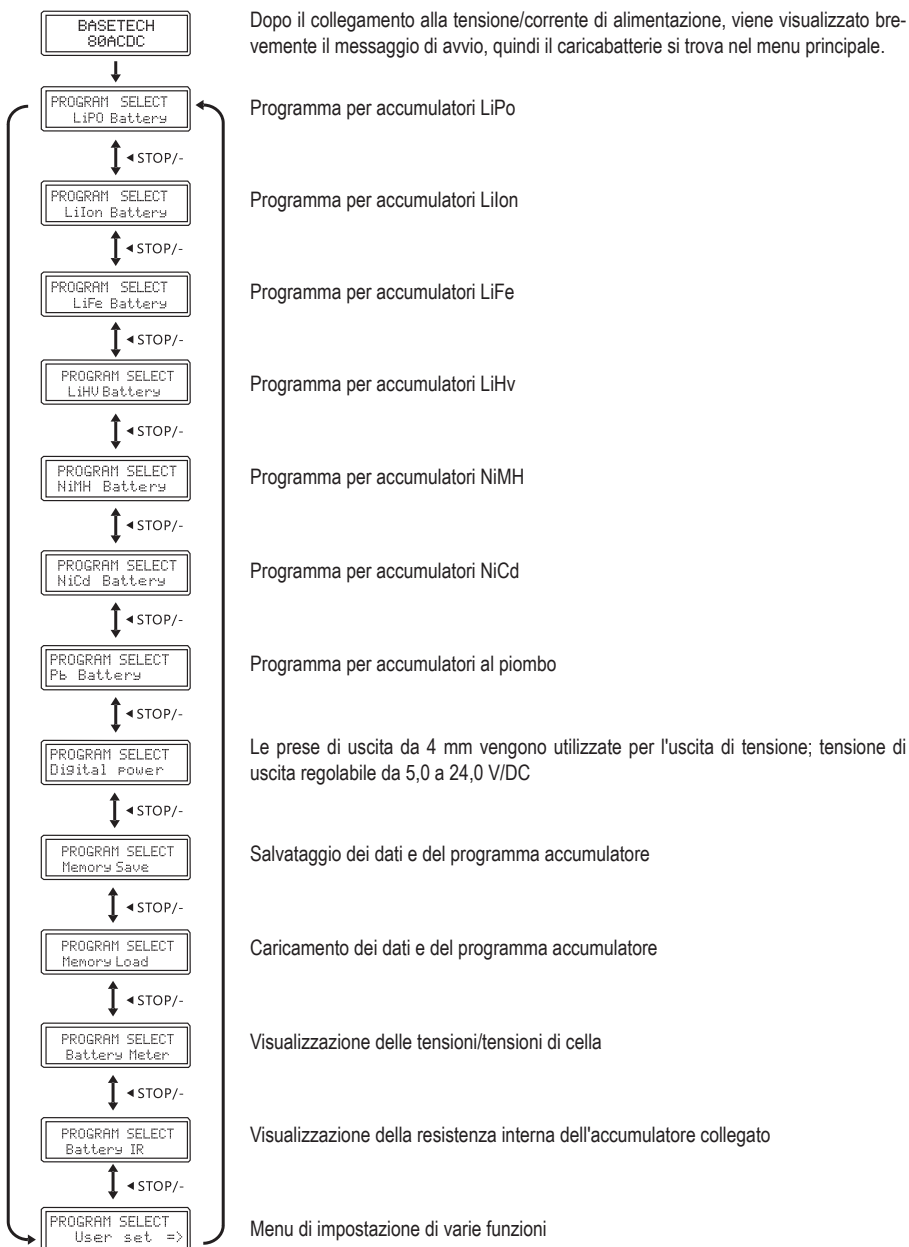 BASETECH
80ACDC
Dopo il collegamento alla tensione/corrente di alimentazione, viene visualizzato bre-
vemente il messaggio di avvio, quindi il caricabatterie si trova nel menu principale.
PROGRAM SELECT
LiPO Battery
Programma per accumulatori LiPo
◄STOP/-
PROGRAM SELECT
LiIon Battery
Programma per accumulatori LiIon
◄STOP/-
PROGRAM SELECT
LiFe Battery
Programma per accumulatori LiFe
◄STOP/-
PROGRAM SELECT
LiHV Battery
Programma per accumulatori LiHv
◄STOP/-
PROGRAM SELECT
NiMH Battery
Programma per accumulatori NiMH
◄STOP/-
PROGRAM SELECT
NiCd Battery
Programma per accumulatori NiCd
◄STOP/-
PROGRAM SELECT
Pb Battery
Programma per accumulatori al piombo
◄STOP/-
PROGRAM SELECT
Digital power
Le prese di uscita da 4 mm vengono utilizzate per l'uscita di tensione; tensione di
uscita regolabile da 5,0 a 24,0 V/DC
◄STOP/-
PROGRAM SELECT
Memory Save
Salvataggio dei dati e del programma accumulatore
◄STOP/-
PROGRAM SELECT
Memory Load
Caricamento dei dati e del programma accumulatore
◄STOP/-
PROGRAM SELECT
Battery Meter
Visualizzazione delle tensioni/tensioni di cella
◄STOP/-
PROGRAM SELECT
Battery IR
Visualizzazione della resistenza interna dell'accumulatore collegato
◄STOP/-
PROGRAM SELECT
User set =>
Menu di impostazione di varie funzioni